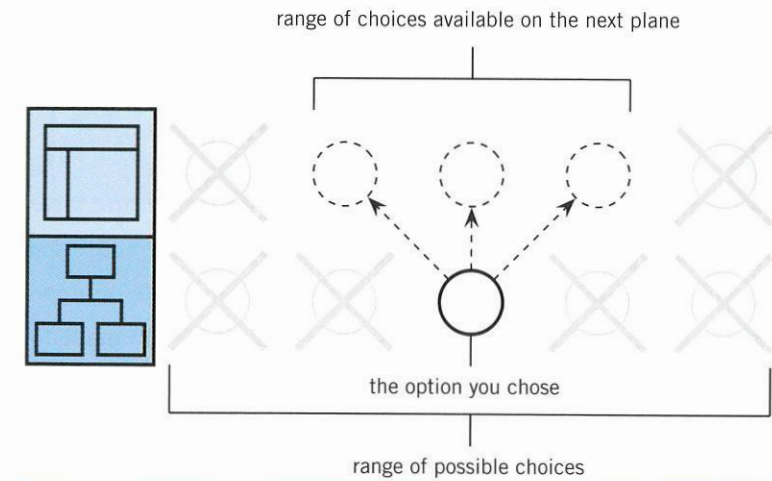 range of choices available on the next plane
the option you chose
range of possible choices